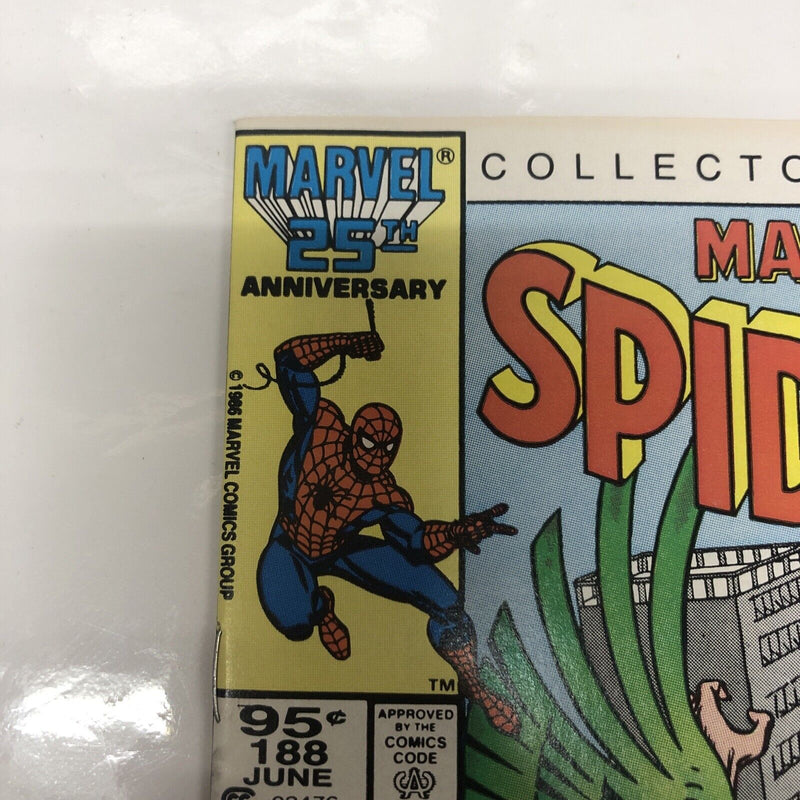 MARVEL®
25TH
ANNIVERSARY
© 1986 MARVEL COMICS GROUP
TM
95¢
188
JUNE
APPROVED
BY THE
COMICS
CODE
COLLECTO
MA
SPID